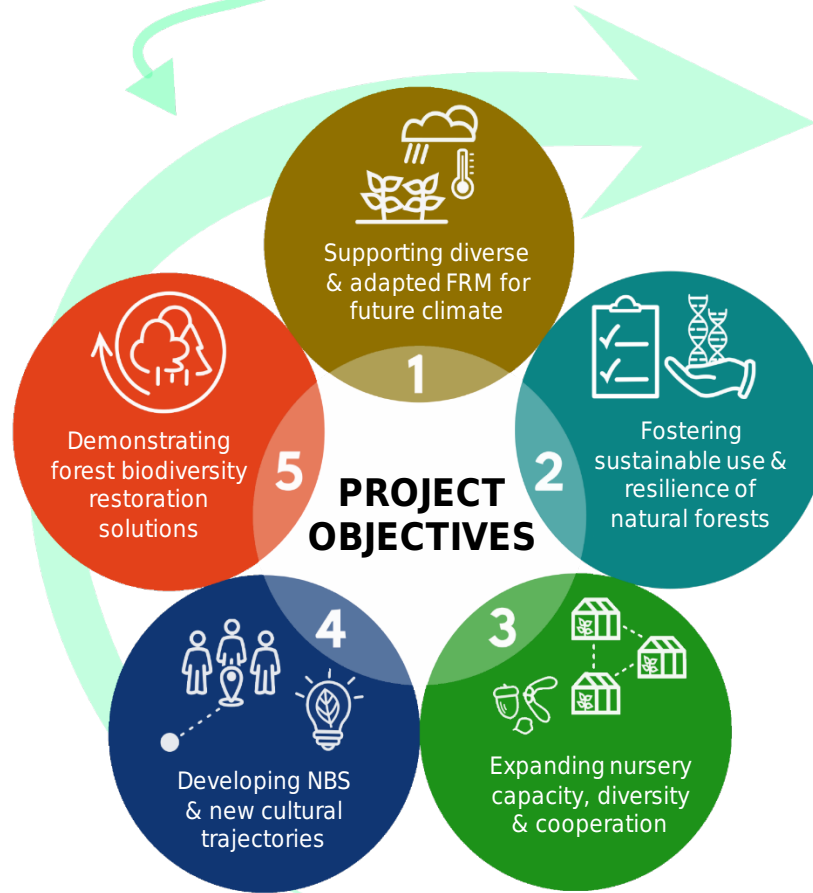 Supporting diverse
& adapted FRM for
future climate
1
Fostering
sustainable use &
resilience of
natural forests
2
Expanding nursery
capacity, diversity
& cooperation
3
Developing NBS
& new cultural
trajectories
4
Demonstrating
forest biodiversity
restoration
solutions
5
PROJECT
OBJECTIVES